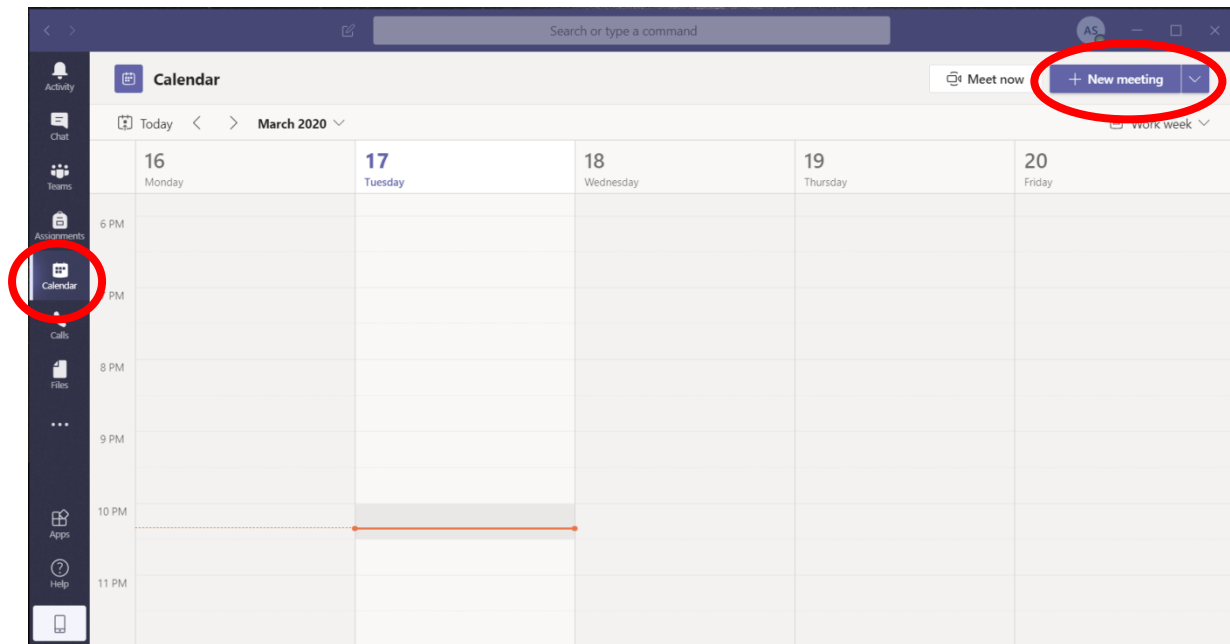 Search or type a command
AS
Activity
Calendar
Meet now
+ New meeting
Chat
Today
March 2020
Work week
Teams
16
Monday
17
Tuesday
18
Wednesday
19
Thursday
20
Friday
Assignments
6 PM
Calendar
PM
Calls
8 PM
Files
9 PM
10 PM
Apps
11 PM
Help